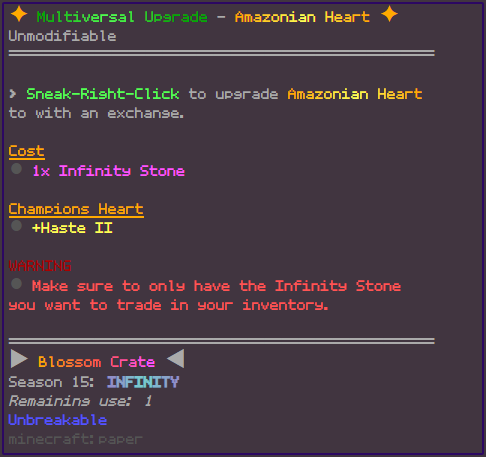 ✦ Multiversal Upgrade - Amazonian Heart ✦
Unmodifiable
› Sneak-Right-Click to upgrade Amazonian Heart
to with an exchange.
Cost
● 1x Infinity Stone
Champions Heart
● +Haste II
WARNING
● Make sure to only have the Infinity Stone
you want to trade in your inventory.
▶ Blossom Crate ◀
Season 15: INFINITY
Remaining use: 1
Unbreakable
minecraft:paper